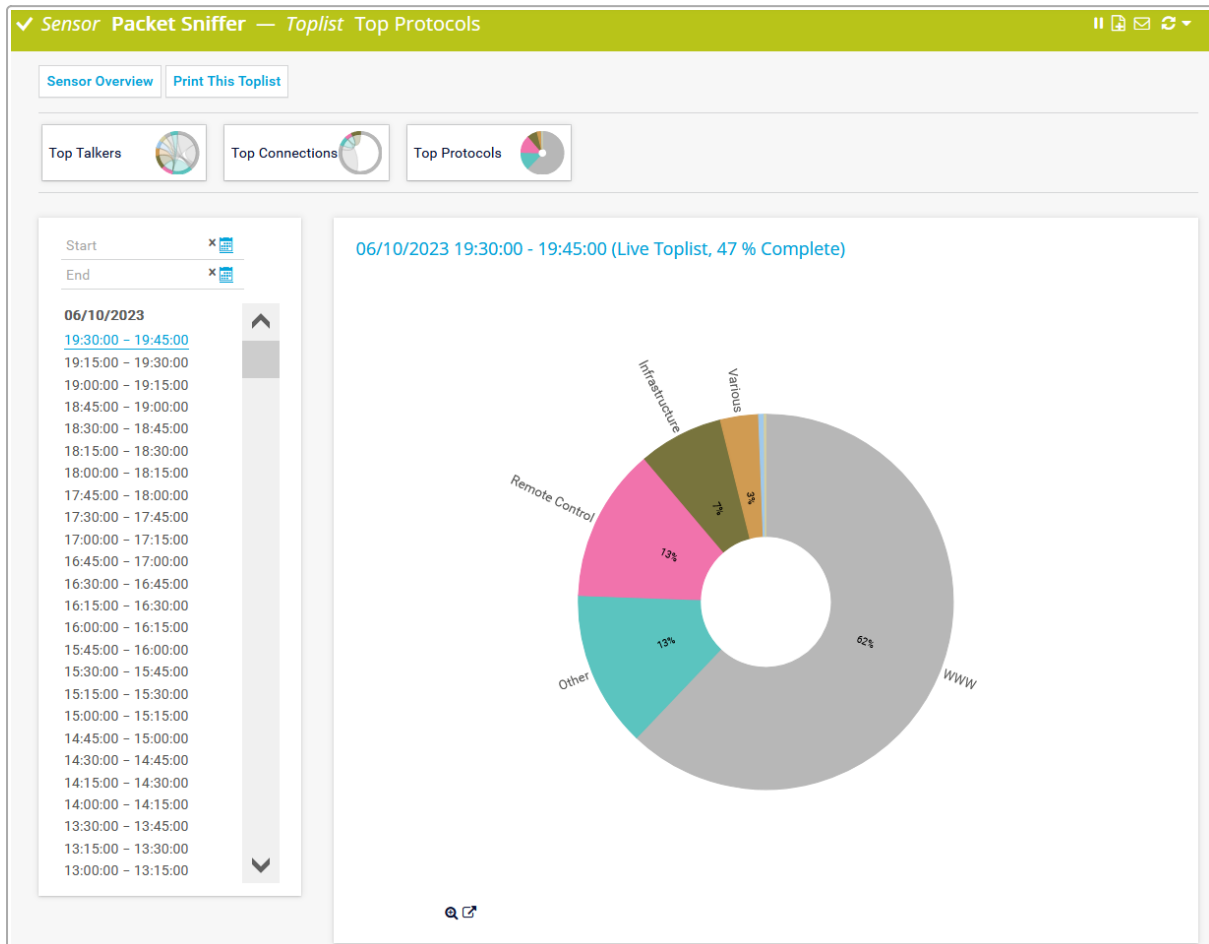 Sensor Packet Sniffer — Toplist Top Protocols
Sensor Overview Print This Toplist
Top Talkers Top Connections Top Protocols
Start x
End x
06/10/2023
19:30:00 – 19:45:00
19:15:00 – 19:30:00
19:00:00 – 19:15:00
18:45:00 – 19:00:00
18:30:00 – 18:45:00
18:15:00 – 18:30:00
18:00:00 – 18:15:00
17:45:00 – 18:00:00
17:30:00 – 17:45:00
17:00:00 – 17:15:00
16:45:00 – 17:00:00
16:30:00 – 16:45:00
16:15:00 – 16:30:00
16:00:00 – 16:15:00
15:45:00 – 16:00:00
15:30:00 – 15:45:00
15:15:00 – 15:30:00
15:00:00 – 15:15:00
14:45:00 – 15:00:00
14:30:00 – 14:45:00
14:15:00 – 14:30:00
14:00:00 – 14:15:00
13:30:00 – 13:45:00
13:15:00 – 13:30:00
13:00:00 – 13:15:00
06/10/2023 19:30:00 - 19:45:00 (Live Toplist, 47 % Complete)
Infrastructure
Various
Remote Control
7%
3%
13%
13%
62%
Other
WWW